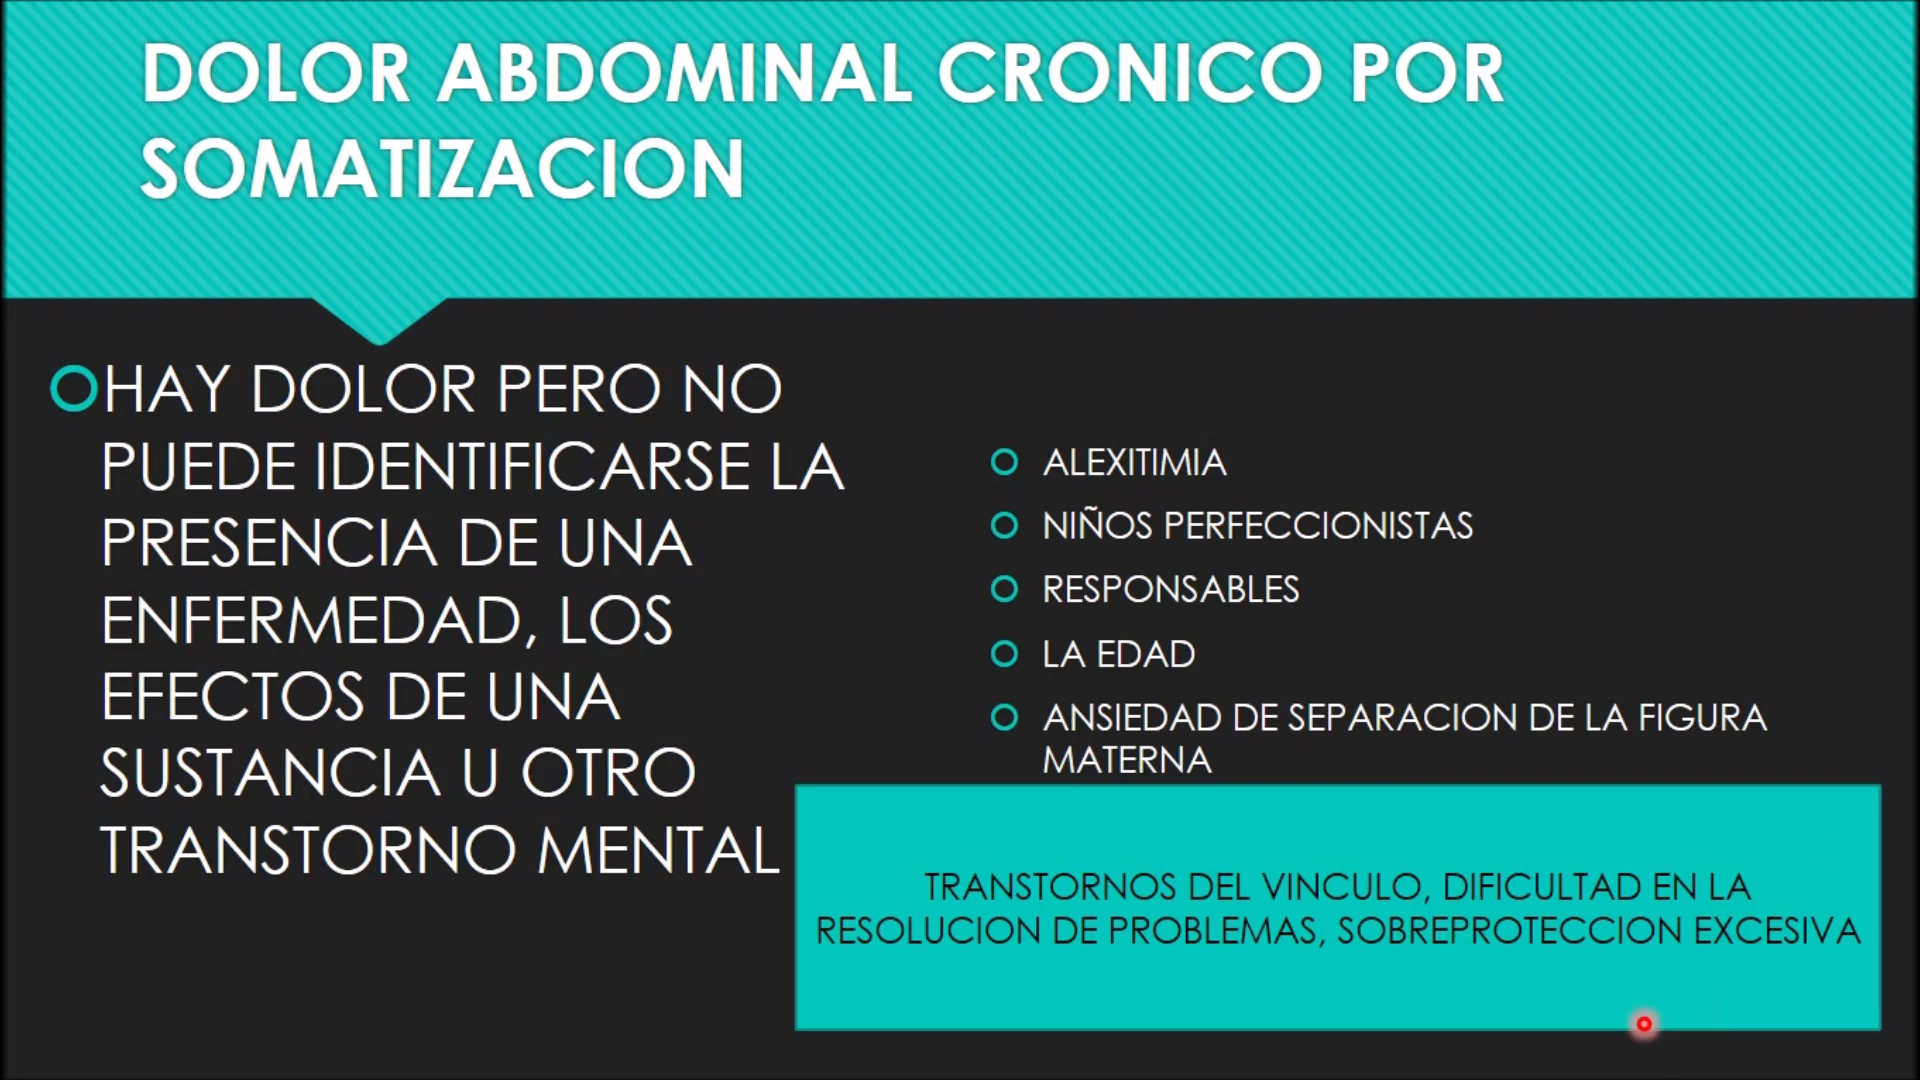 DOLOR ABDOMINAL CRONICO POR
SOMATIZACION
HAY DOLOR PERO NO
PUEDE IDENTIFICARSE LA
PRESENCIA DE UNA
ENFERMEDAD, LOS
EFECTOS DE UNA
SUSTANCIA U OTRO
TRANSTORNO MENTAL
ALEXITIMIA
NIÑOS PERFECCIONISTAS
RESPONSABLES
LA EDAD
ANSIEDAD DE SEPARACION DE LA FIGURA
MATERNA
TRANSTORNOS DEL VINCULO, DIFICULTAD EN LA
RESOLUCION DE PROBLEMAS, SOBREPROTECCION EXCESIVA